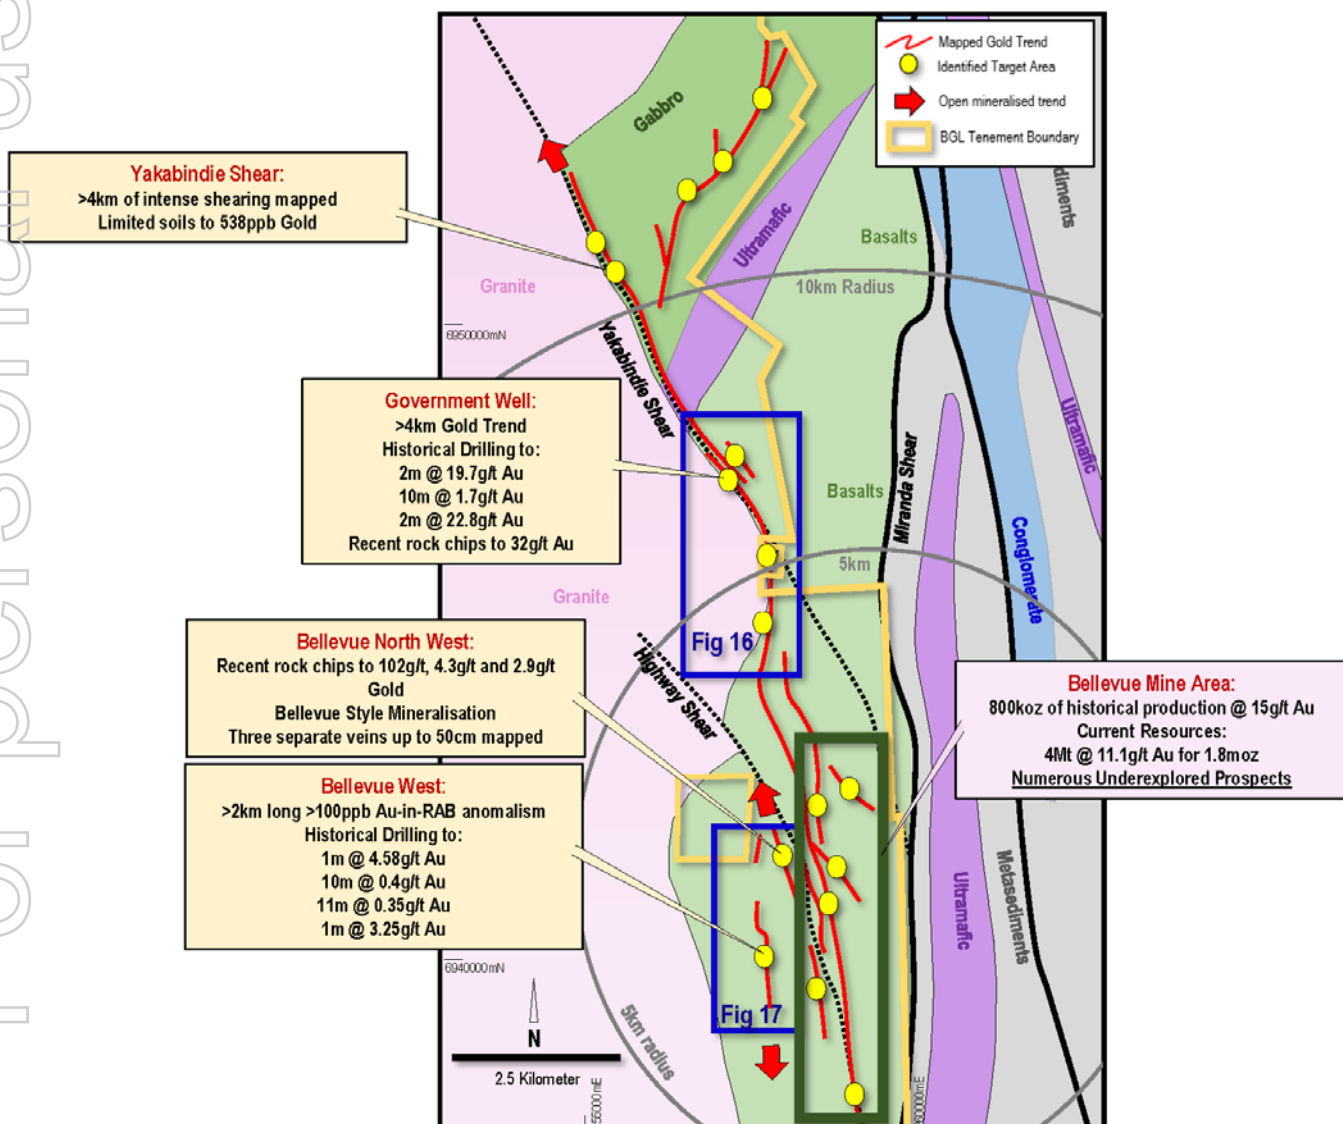 Mapped Gold Trend
Identified Target Area
Open mineralised trend
BGL Tenement Boundary
Gabbro
diments
Yakabindie Shear:
>4km of intense shearing mapped
Limited soils to 538ppb Gold
Ultramafic
Basalts
Granite
10km Radius
6950000mN
Yakabindie Shear
Government Well:
>4km Gold Trend
Historical Drilling to:
2m @ 19.7g/t Au
10m @ 1.7g/t Au
2m @ 22.8g/t Au
Recent rock chips to 32g/t Au
Ultramafic
Miranda Shear
Basalts
Conglomerate
5km
Granite
Fig 16
Highway Shear
Bellevue North West:
Recent rock chips to 102g/t, 4.3g/t and 2.9g/t
Gold
Bellevue Style Mineralisation
Three separate veins up to 50cm mapped
Bellevue Mine Area:
800koz of historical production @ 15g/t Au
Current Resources:
4Mt @ 11.1g/t Au for 1.8moz
Numerous Underexplored Prospects
Bellevue West:
>2km long >100ppb Au-in-RAB anomalism
Historical Drilling to:
1m @ 4.58g/t Au
10m @ 0.4g/t Au
11m @ 0.35g/t Au
1m @ 3.25g/t Au
Ultramafic
Metasediments
6940000mN
Fig 17
5km radius
N
2.5 Kilometer